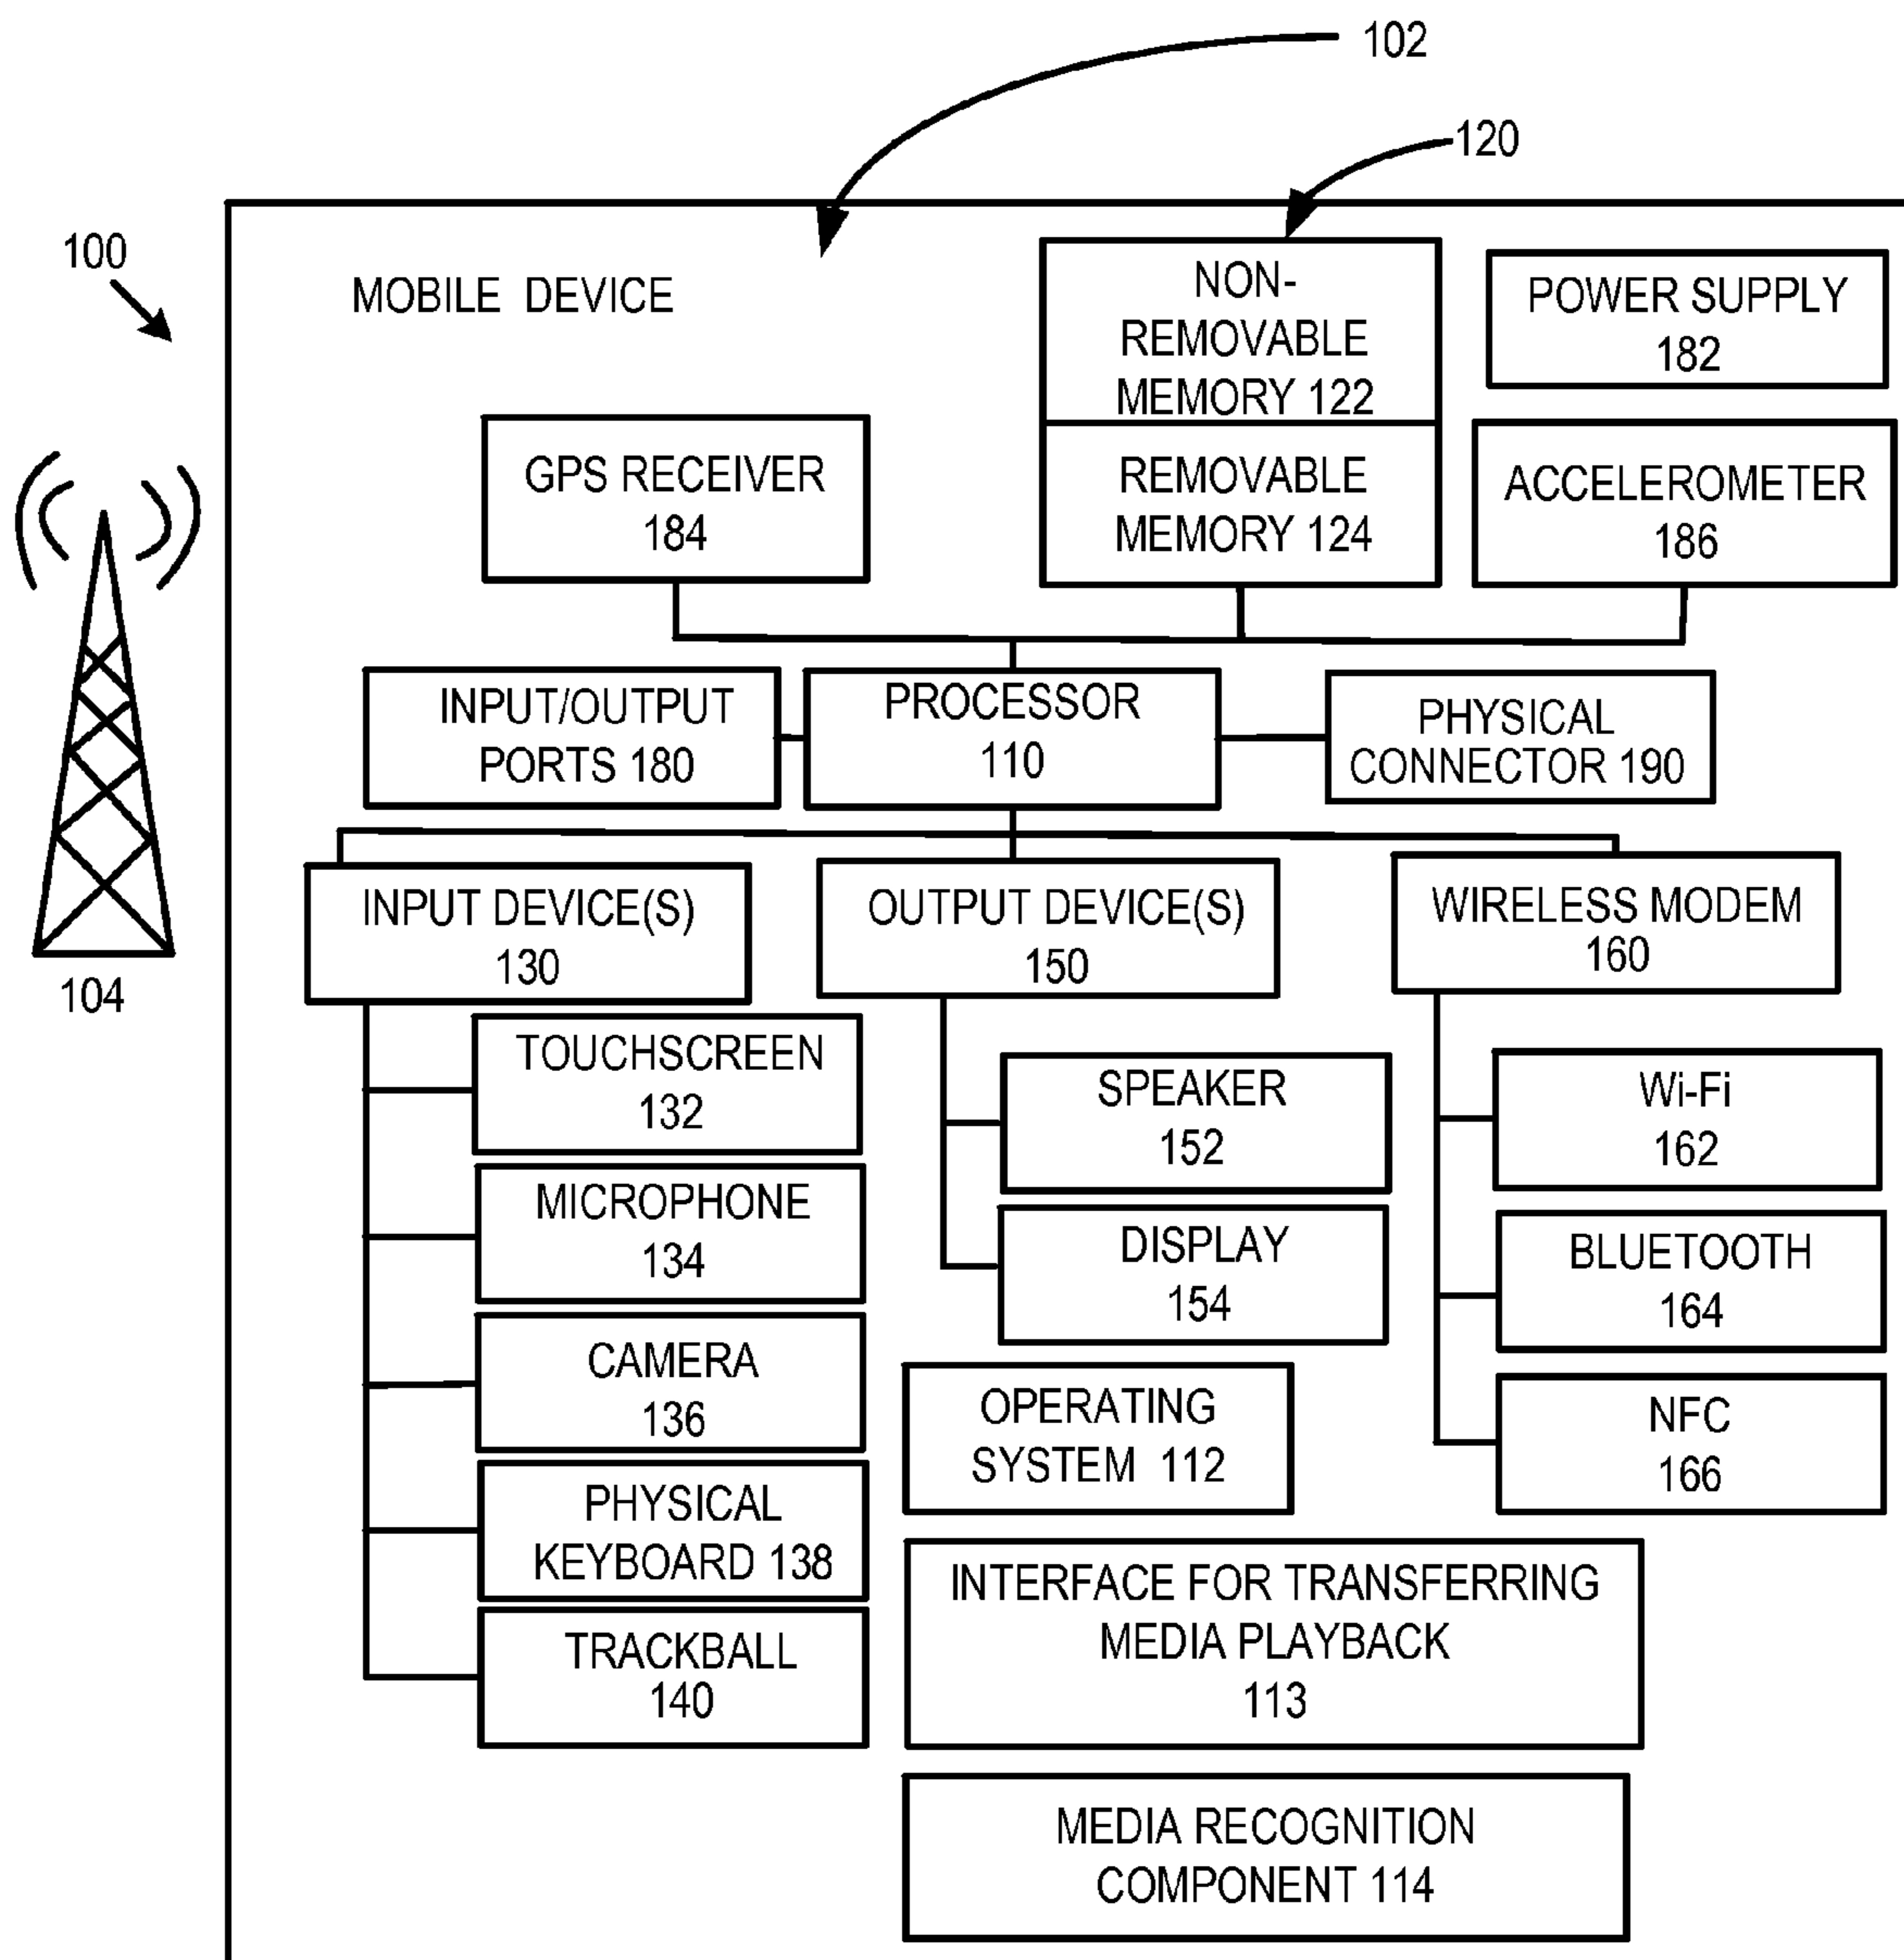 102
120
100
MOBILE DEVICE
NON-
REMOVABLE
MEMORY 122
POWER SUPPLY
182
GPS RECEIVER
184
REMOVABLE
MEMORY 124
ACCELEROMETER
186
INPUT/OUTPUT
PORTS 180
PROCESSOR
110
PHYSICAL
CONNECTOR 190
104
INPUT DEVICE(S)
130
OUTPUT DEVICE(S)
150
WIRELESS MODEM
160
TOUCHSCREEN
132
MICROPHONE
134
CAMERA
136
PHYSICAL
KEYBOARD 138
TRACKBALL
140
SPEAKER
152
DISPLAY
154
Wi-Fi
162
BLUETOOTH
164
NFC
166
OPERATING
SYSTEM 112
INTERFACE FOR TRANSFERRING
MEDIA PLAYBACK
113
MEDIA RECOGNITION
COMPONENT 114